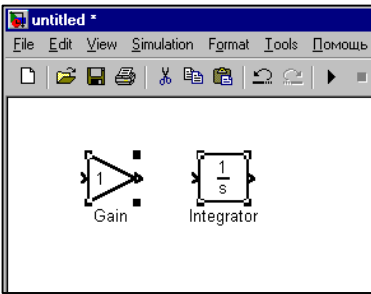 untitled *
File Edit View Simulation Format Tools Помощь
1
1
s
Gain Integrator